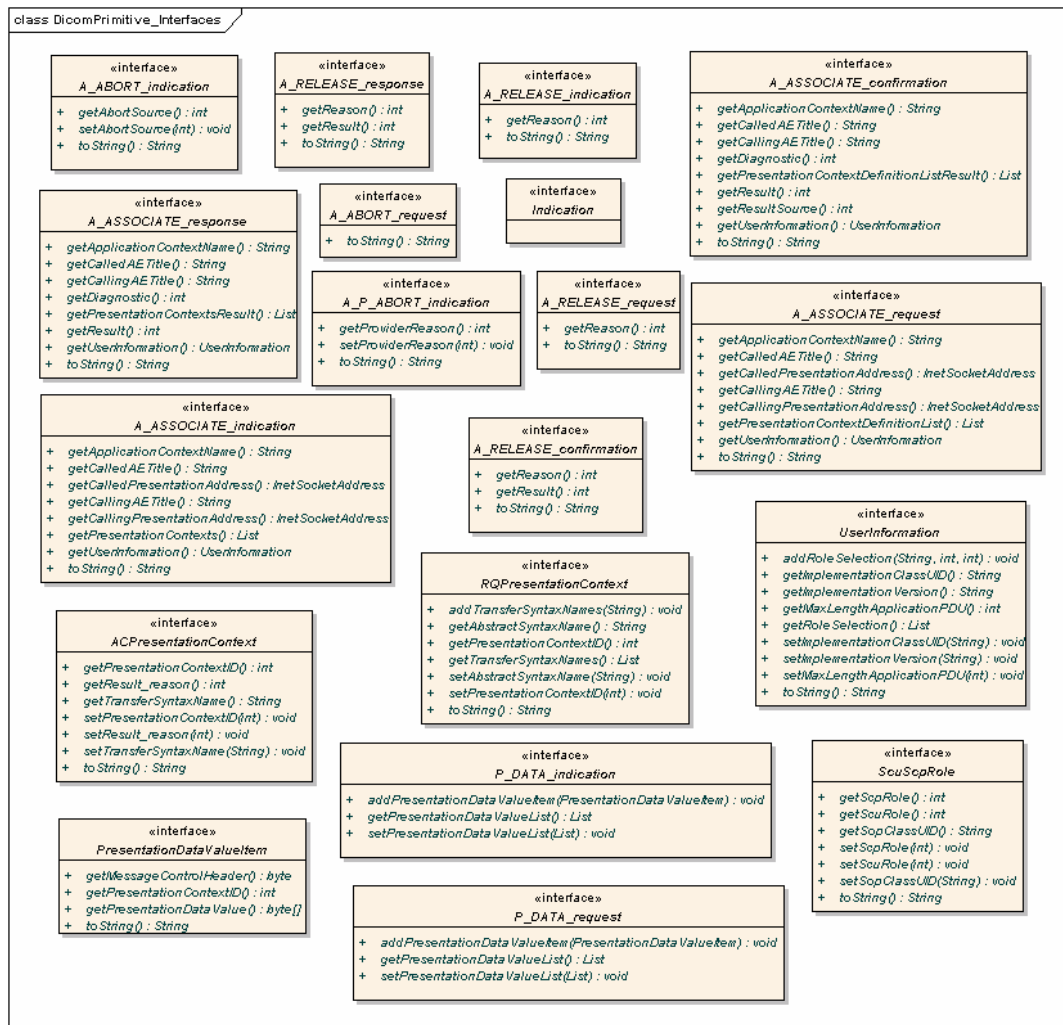 class DicomPrimitive_Interfaces
«interface»
A_ABORT_indication
+ getAbortSource() : int
+ setAbortSource(int) : void
+ toString() : String
«interface»
A_RELEASE_response
+ getReason() : int
+ getResult() : int
+ toString() : String
«interface»
A_RELEASE_indication
+ getReason() : int
+ toString() : String
«interface»
A_ASSOCIATE_confirmation
+ getApplicationContextName() : String
+ getCalledAETitle() : String
+ getCallingAETitle() : String
+ getDiagnostic() : int
+ getPresentationContextDefinitionListResult() : List
+ getResult() : int
+ getResultSource() : int
+ getUserInformation() : UserInformation
+ toString() : String
«interface»
A_ASSOCIATE_response
+ getApplicationContextName() : String
+ getCalledAETitle() : String
+ getCallingAETitle() : String
+ getDiagnostic() : int
+ getPresentationContextsResult() : List
+ getResult() : int
+ getUserInformation() : UserInformation
+ toString() : String
«interface»
A_ABORT_request
+ toString() : String
«interface»
Indication
«interface»
A_P_ABORT_indication
+ getProviderReason() : int
+ setProviderReason(int) : void
+ toString() : String
«interface»
A_RELEASE_request
+ getReason() : int
+ toString() : String
«interface»
A_ASSOCIATE_request
+ getApplicationContextName() : String
+ getCalledAETitle() : String
+ getCalledPresentationAddress() : InetSocketAddress
+ getCallingAETitle() : String
+ getCallingPresentationAddress() : InetSocketAddress
+ getPresentationContextDefinitionList() : List
+ getUserInformation() : UserInformation
+ toString() : String
«interface»
A_ASSOCIATE_indication
+ getApplicationContextName() : String
+ getCalledAETitle() : String
+ getCalledPresentationAddress() : InetSocketAddress
+ getCallingAETitle() : String
+ getCallingPresentationAddress() : InetSocketAddress
+ getPresentationContexts() : List
+ getUserInformation() : UserInformation
+ toString() : String
«interface»
A_RELEASE_confirmation
+ getReason() : int
+ getResult() : int
+ toString() : String
«interface»
UserInformation
+ addRoleSelection(String, int, int) : void
+ getImplementationClassUID() : String
+ getImplementationVersion() : String
+ getMaxLengthApplicationPDU() : int
+ getRoleSelection() : List
+ setImplementationClassUID(String) : void
+ setImplementationVersion(String) : void
+ setMaxLengthApplicationPDU(int) : void
+ toString() : String
«interface»
RQPresentationContext
+ addTransferSyntaxNames(String) : void
+ getAbstractSyntaxName() : String
+ getPresentationContextID() : int
+ getTransferSyntaxNames() : List
+ setAbstractSyntaxName(String) : void
+ setPresentationContextID(int) : void
+ toString() : String
«interface»
ACPresentationContext
+ getPresentationContextID() : int
+ getResult_reason() : int
+ getTransferSyntaxName() : String
+ setPresentationContextID(int) : void
+ setResult_reason(int) : void
+ setTransferSyntaxName(String) : void
+ toString() : String
«interface»
P_DATA_indication
+ addPresentationDataValueItem(PresentationDataValueItem) : void
+ getPresentationDataValueList() : List
+ setPresentationDataValueList(List) : void
«interface»
ScuScpRole
+ getScpRole() : int
+ getScuRole() : int
+ getSopClassUID() : String
+ setScpRole(int) : void
+ setScuRole(int) : void
+ setSopClassUID(String) : void
+ toString() : String
«interface»
PresentationDataValueItem
+ getMessageControlHeader() : byte
+ getPresentationContextID() : int
+ getPresentationDataValue() : byte[]
+ toString() : String
«interface»
P_DATA_request
+ addPresentationDataValueItem(PresentationDataValueItem) : void
+ getPresentationDataValueList() : List
+ setPresentationDataValueList(List) : void